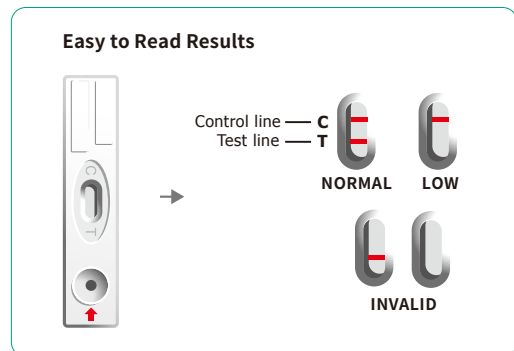 Easy to Read Results
C
T
Control line — C
Test line — T
NORMAL
LOW
INVALID